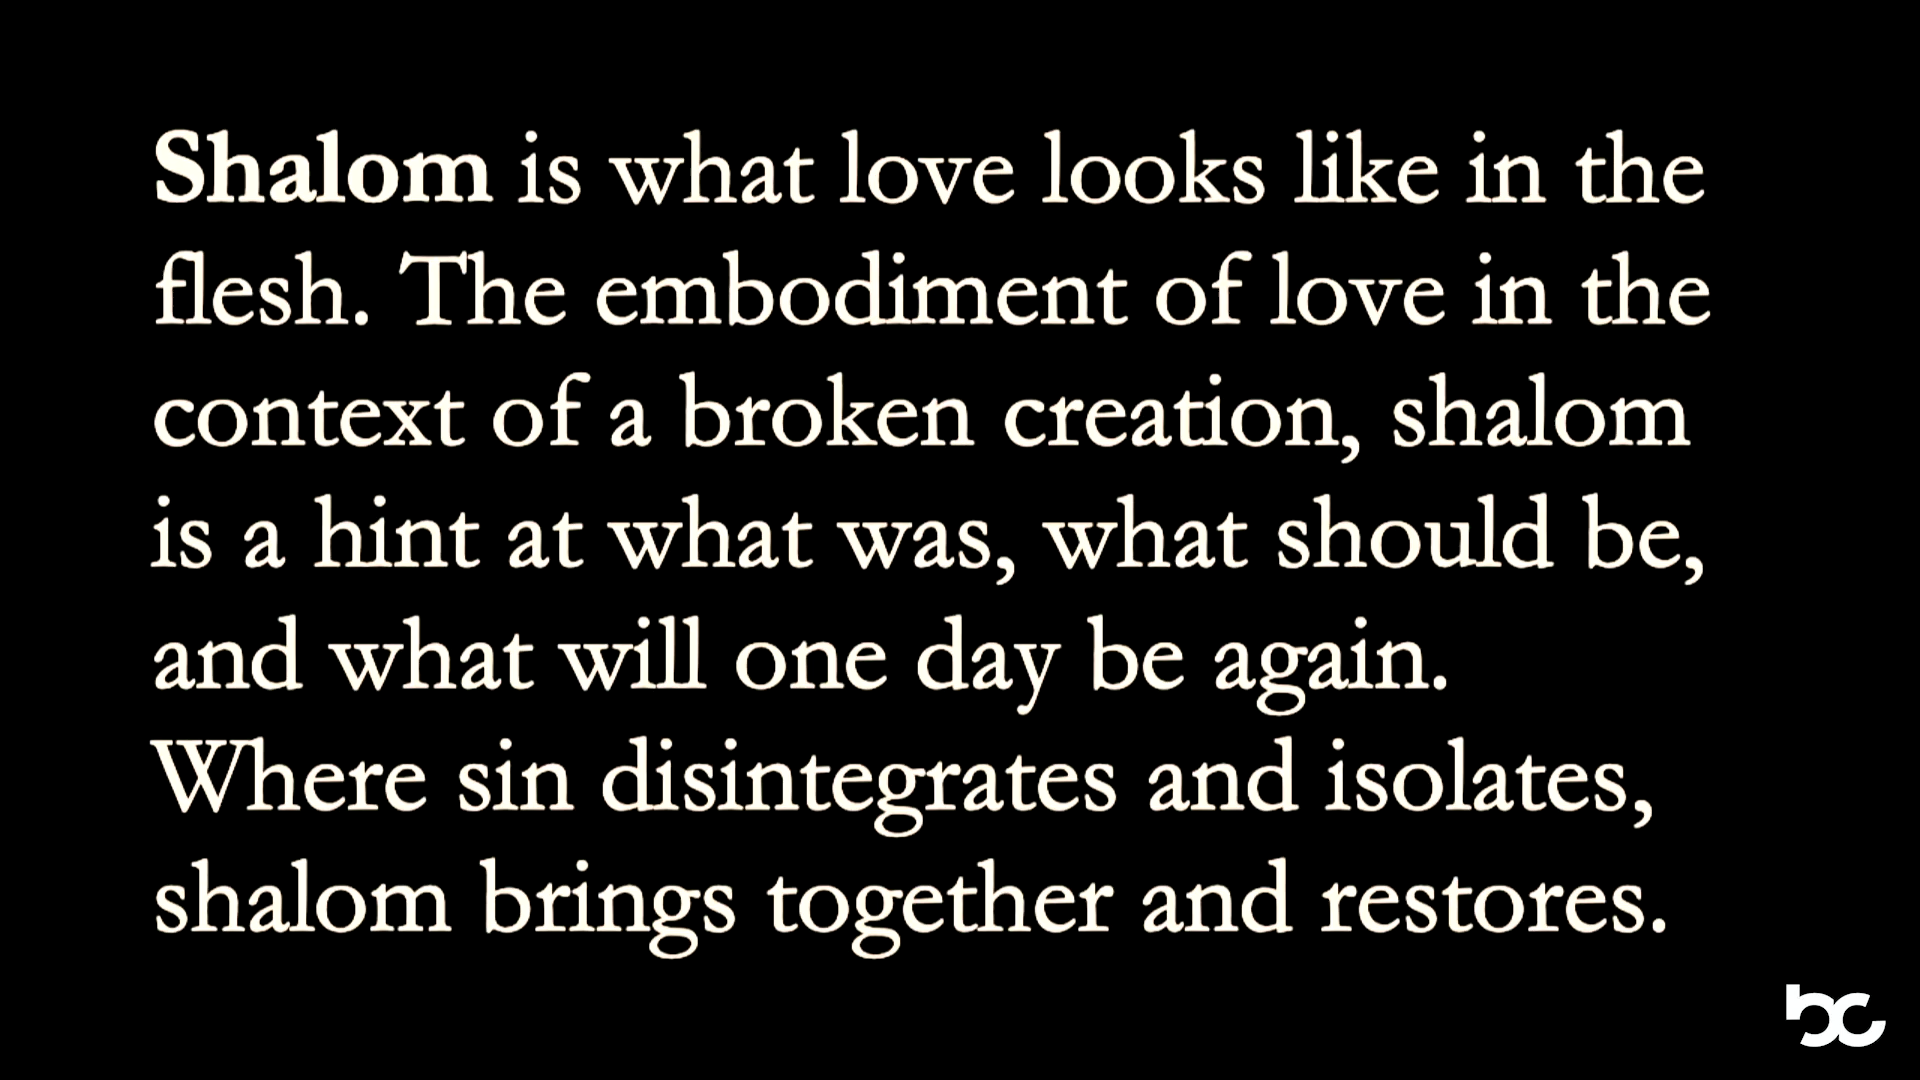 Shalom is what love looks like in the
flesh. The embodiment of love in the
context of a broken creation, shalom
is a hint at what was, what should be,
and what will one day be again.
Where sin disintegrates and isolates,
shalom brings together and restores.
bc